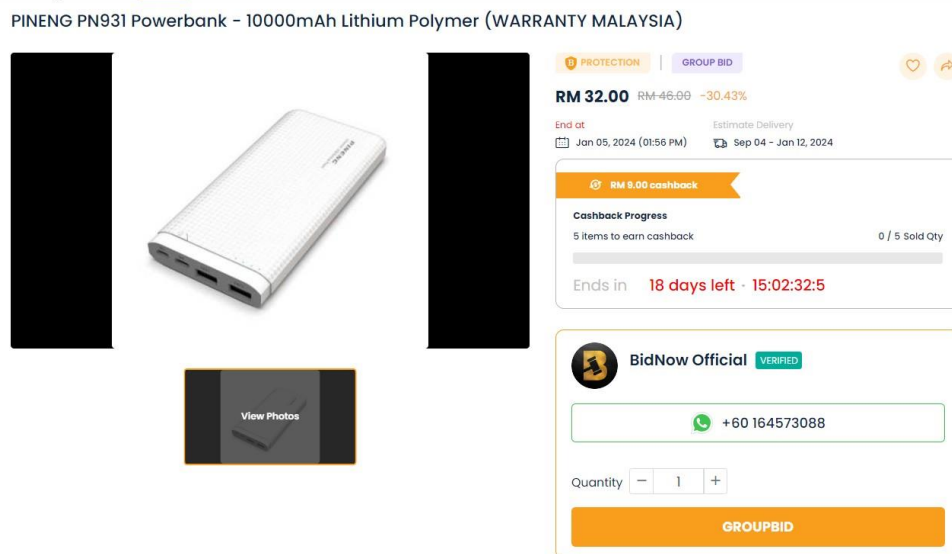 PINENG PN931 Powerbank - 10000mAh Lithium Polymer (WARRANTY MALAYSIA)
PINENG
View Photos
PROTECTION
GROUP BID
RM 32.00 RM 46.00 -30.43%
End at
Estimate Delivery
Jan 05, 2024 (01:56 PM)
Sep 04 - Jan 12, 2024
RM 9.00 cashback
Cashback Progress
5 items to earn cashback
0 / 5 Sold Qty
Ends in 18 days left · 15:02:32:5
BidNow Official VERIFIED
+60 164573088
Quantity − 1 +
GROUPBID